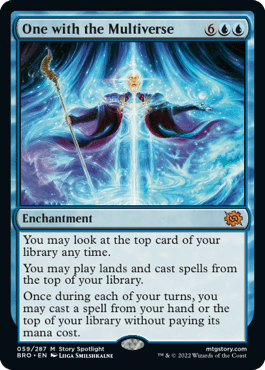 One with the Multiverse 6
Enchantment
You may look at the top card of your
library any time.
You may play lands and cast spells from
the top of your library.
Once during each of your turns, you
may cast a spell from your hand or the
top of your library without paying its
mana cost.
059/287 M Story Spotlight mtgstory.com
BRO • EN Liiga Smilshkalne ™ & © 2022 Wizards of the Coast